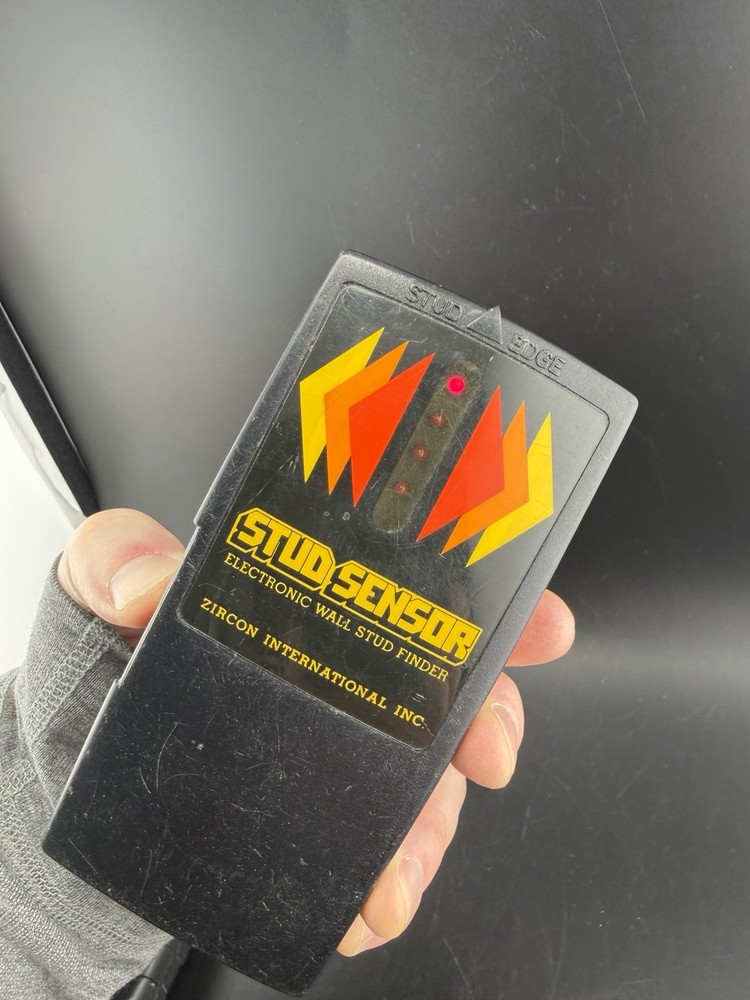 STUD EDGE
STUD SENSOR
ELECTRONIC WALL STUD FINDER
ZIRCON INTERNATIONAL INC.